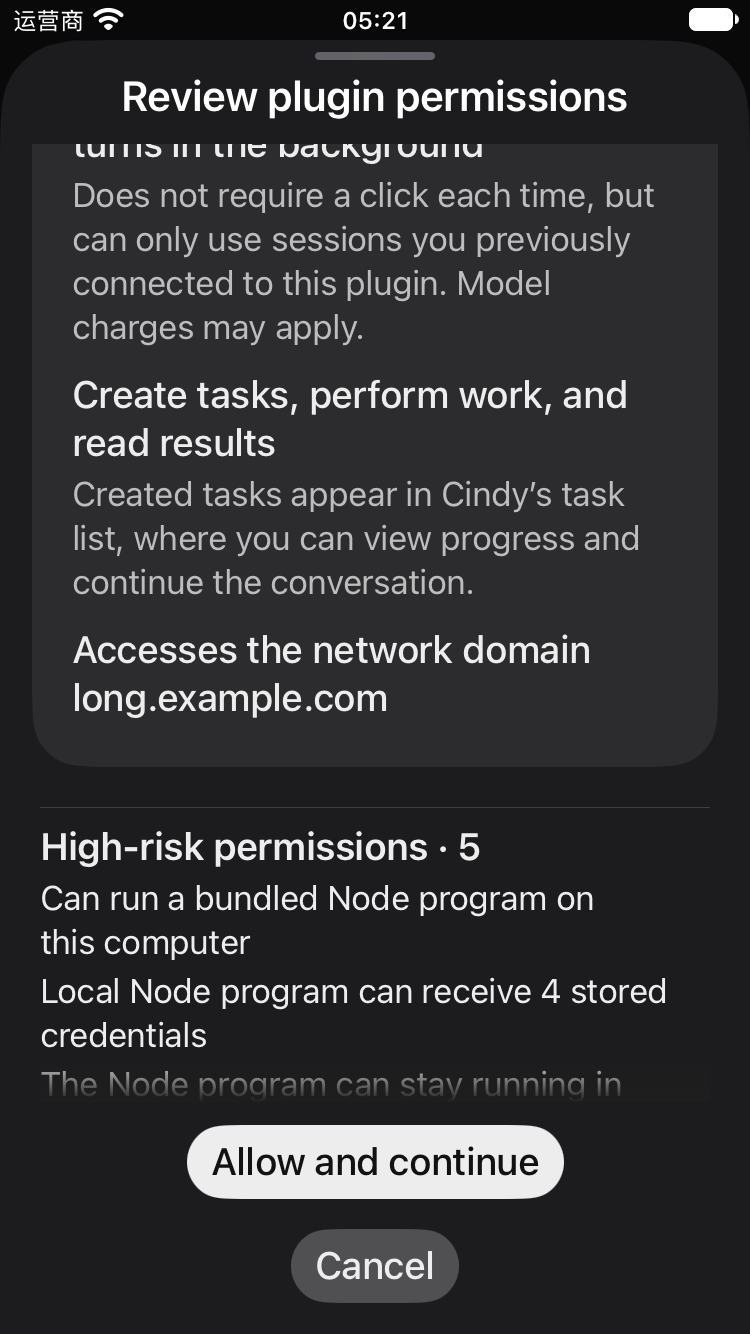 运营商
05:21
Review plugin permissions
turns in the background
Does not require a click each time, but
can only use sessions you previously
connected to this plugin. Model
charges may apply.
Create tasks, perform work, and
read results
Created tasks appear in Cindy’s task
list, where you can view progress and
continue the conversation.
Accesses the network domain
long.example.com
High-risk permissions · 5
Can run a bundled Node program on
this computer
Local Node program can receive 4 stored
credentials
The Node program can stay running in
Allow and continue
Cancel